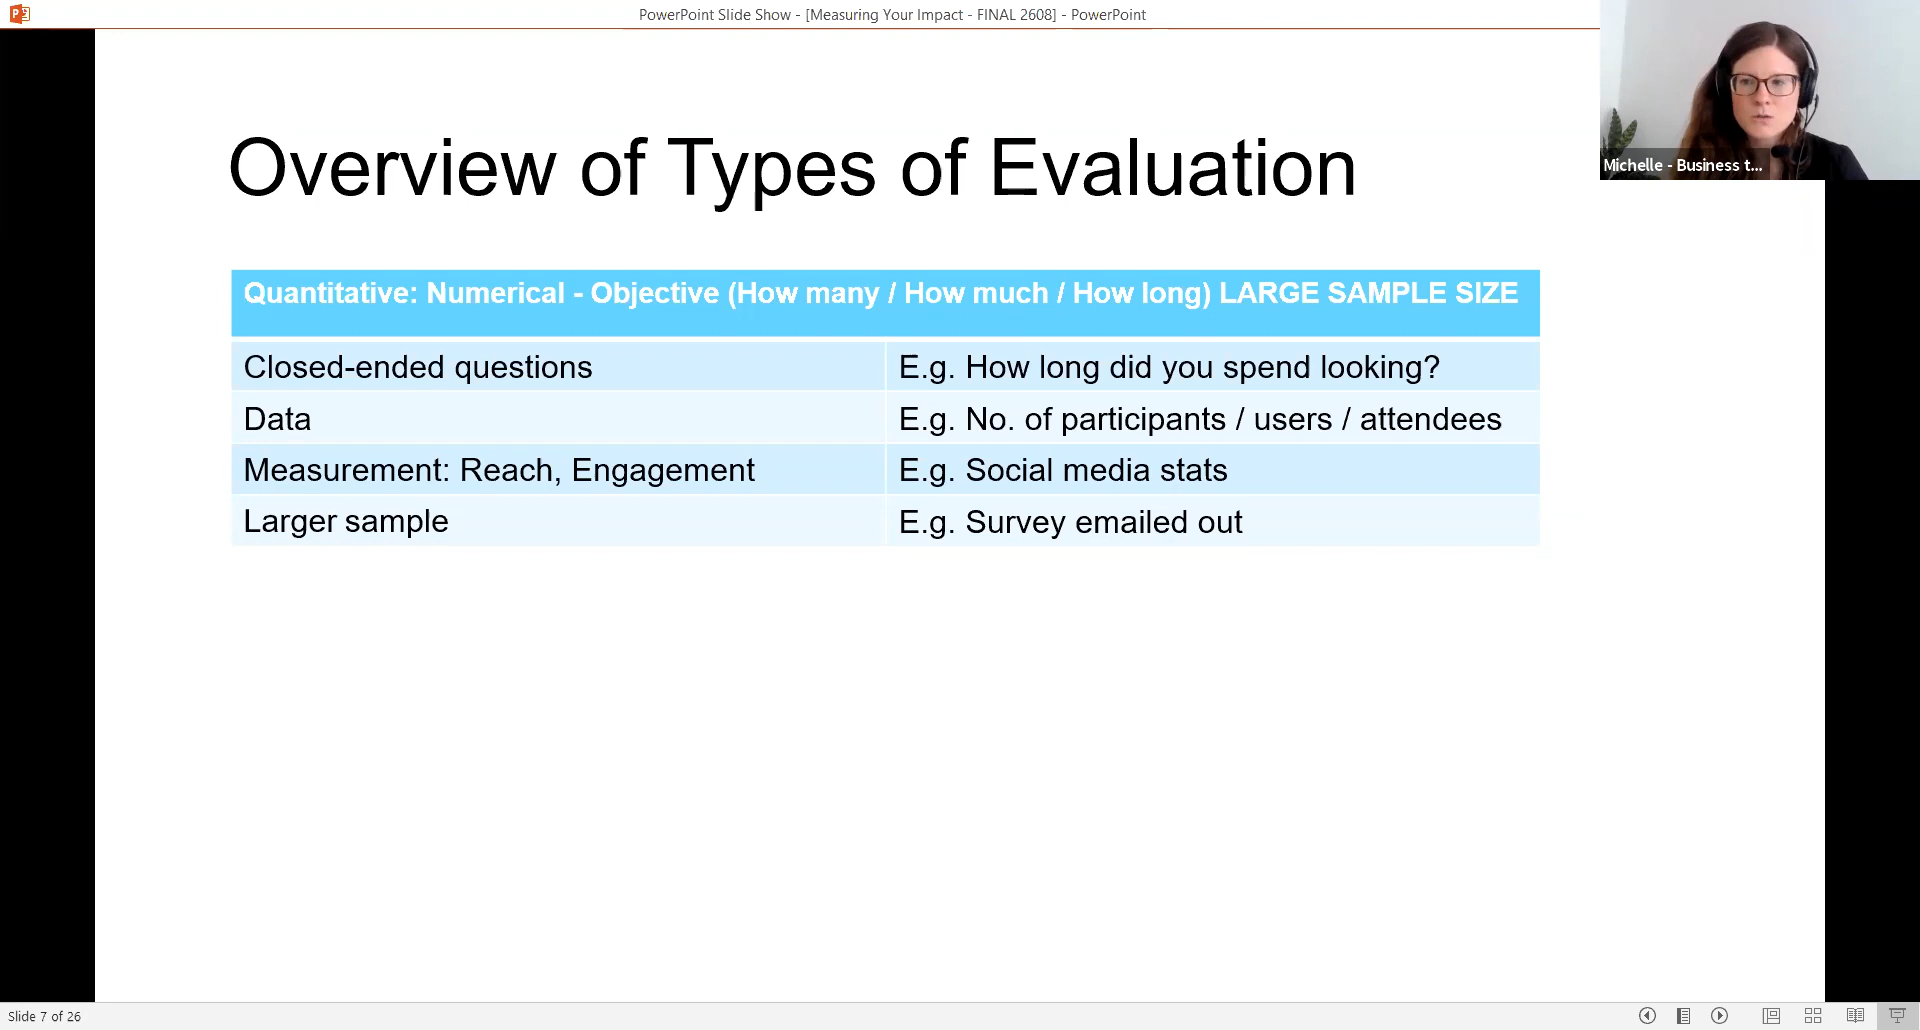 PowerPoint Slide Show - [Measuring Your Impact - FINAL 2608] - PowerPoint
Michelle - Business t...
Overview of Types of Evaluation
Quantitative: Numerical - Objective (How many / How much / How long) LARGE SAMPLE SIZE
Closed-ended questions
E.g. How long did you spend looking?
Data
E.g. No. of participants / users / attendees
Measurement: Reach, Engagement
E.g. Social media stats
Larger sample
E.g. Survey emailed out
Slide 7 of 26